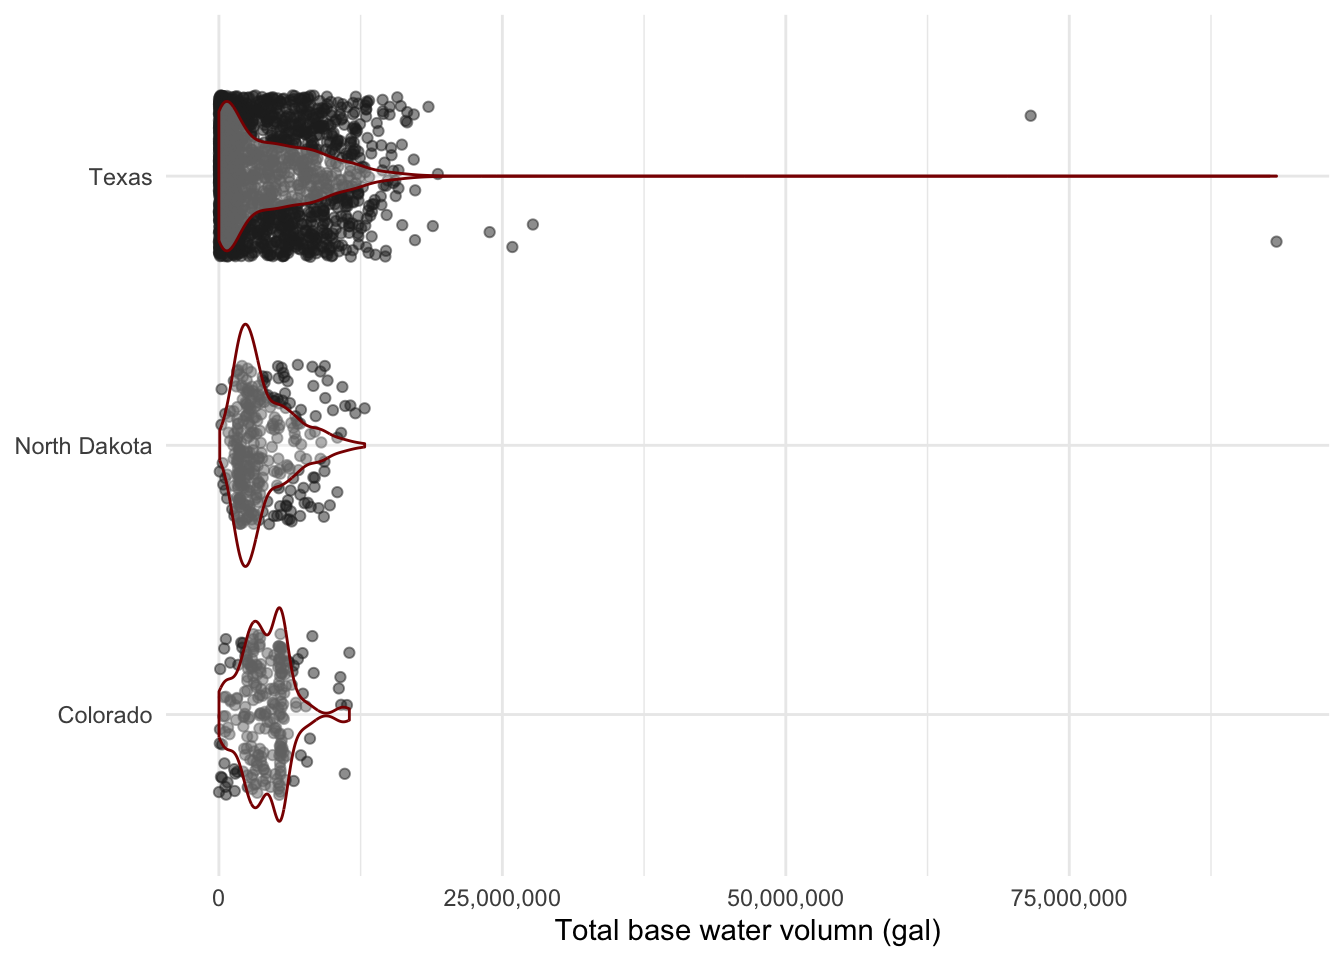 Texas
North Dakota
Colorado
0 25,000,000 50,000,000 75,000,000
Total base water volumn (gal)